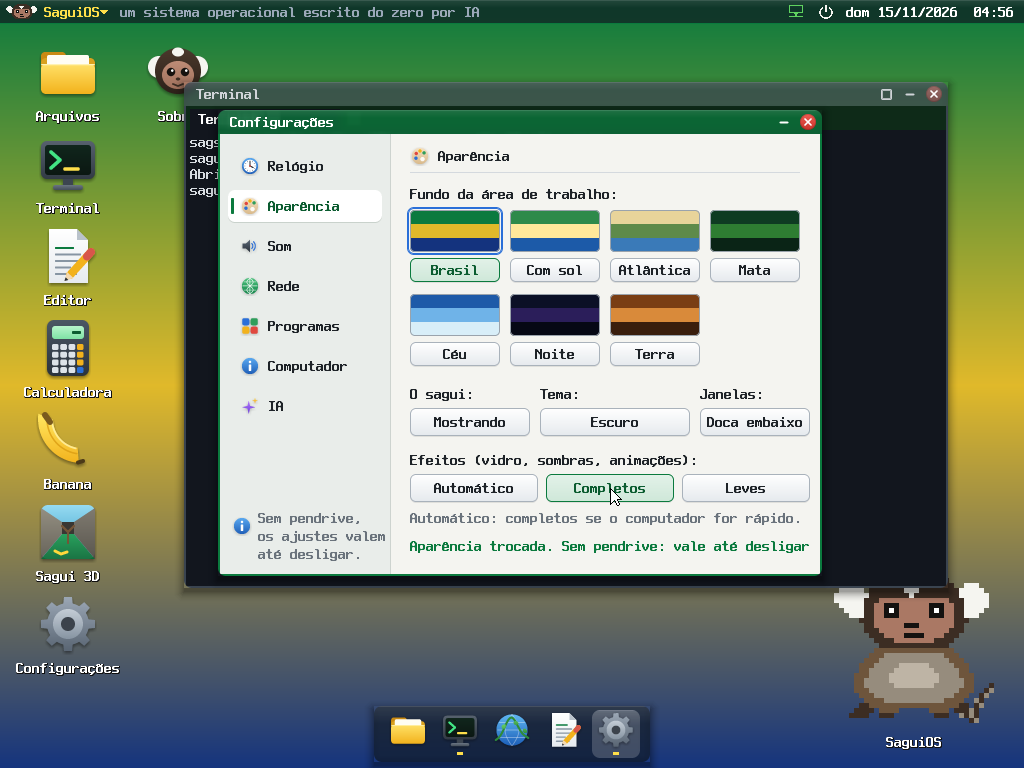 SaguiOS um sistema operacional escrito do zero por IA dom 15/11/2026 04:56
Arquivos
Terminal
Editor
Calculadora
Banana
Sagui 3D
Configurações
Terminal
Configurações
Relógio
Aparência
Som
Rede
Programas
Computador
IA
Sem pendrive,
os ajustes valem
até desligar.
Aparência
Fundo da área de trabalho:
Brasil Com sol Atlântica Mata
Céu Noite Terra
O sagui: Tema: Janelas:
Mostrando Escuro Doca embaixo
Efeitos (vidro, sombras, animações):
Automático Completos Leves
Automático: completos se o computador for rápido.
Aparência trocada. Sem pendrive: vale até desligar
SaguiOS